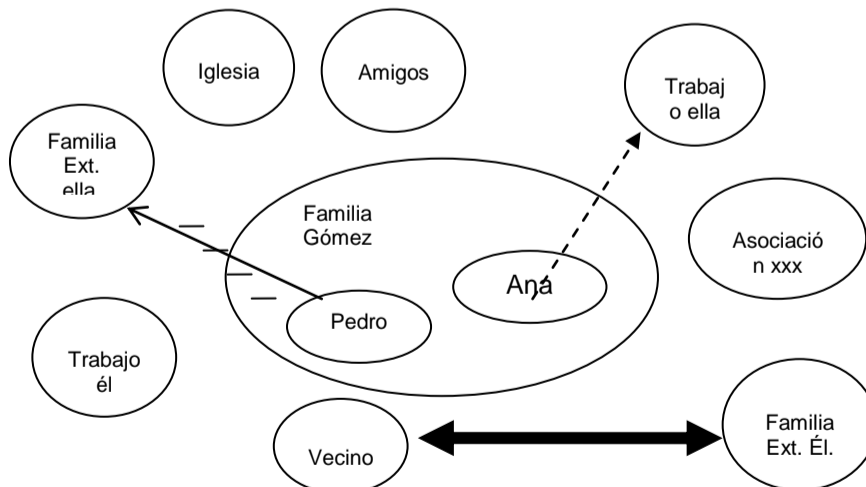 Iglesia
Amigos
Trabaj
o ella
Familia
Ext.
ella
Familia
Gómez
Asociació
n xxx
Ana
Pedro
Trabajo
él
Vecino
Familia
Ext. Él.